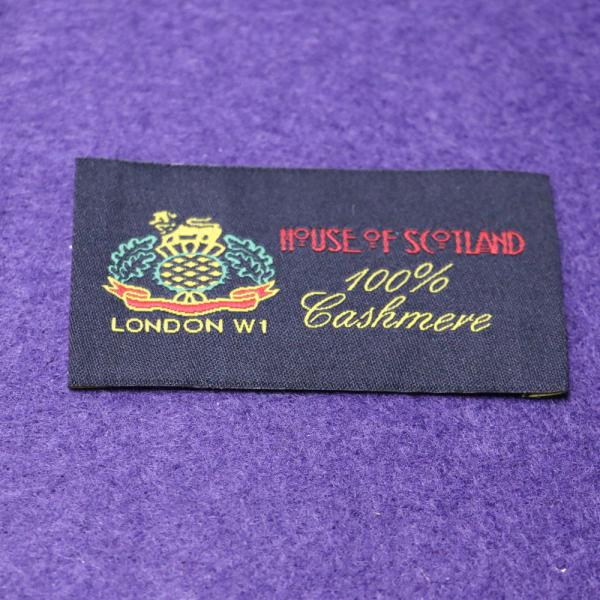 HOUSE OF SCOTLAND
100%
Cashmere
LONDON W1